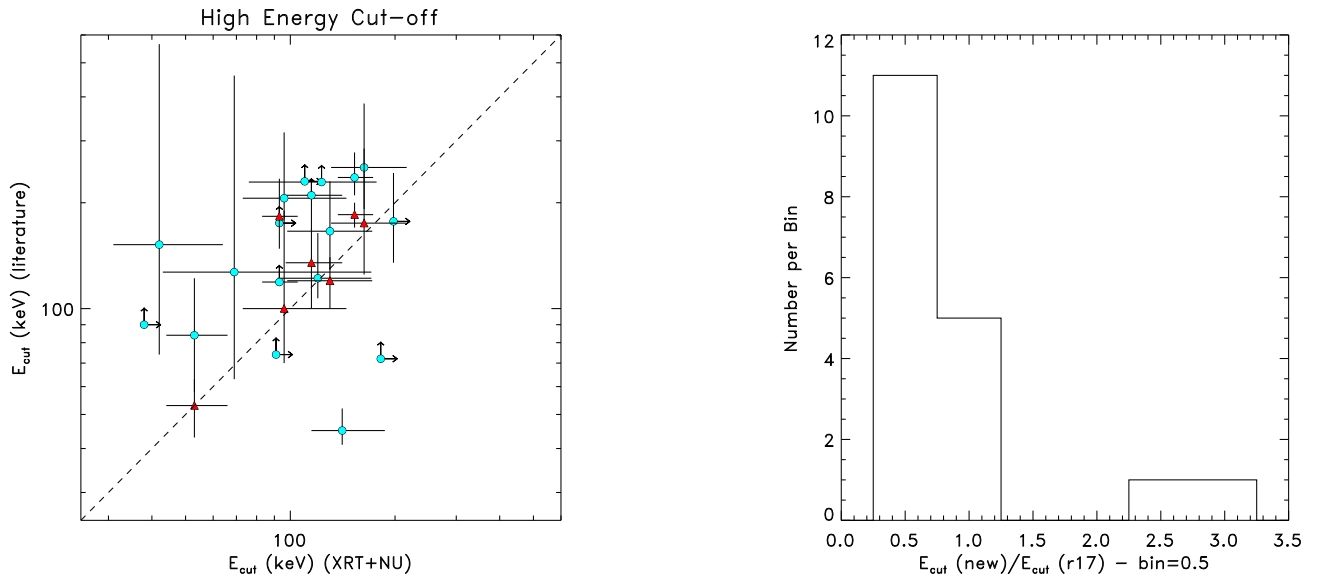 High Energy Cut-off
E_cut (keV) (literature)
100
100
E_cut (keV) (XRT+NU)
Number per Bin
12
10
8
6
4
2
0
0.0 0.5 1.0 1.5 2.0 2.5 3.0 3.5
E_cut (new)/E_cut (r17) - bin=0.5